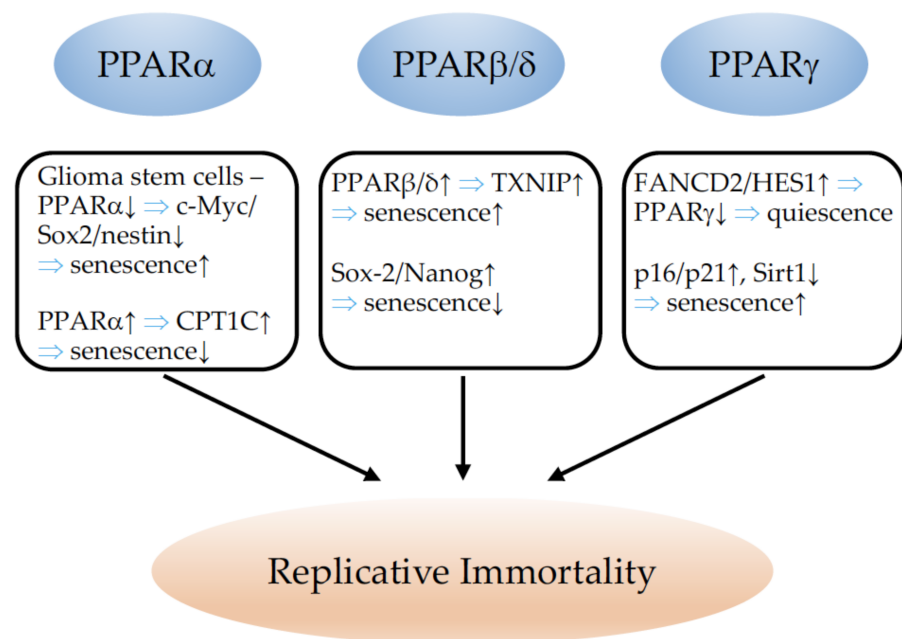 PPARα
PPARβ/δ
PPARγ
Glioma stem cells –
PPARα↓ ⇒ c-Myc/
Sox2/nestin↓
⇒ senescence↑
PPARα↑ ⇒ CPT1C↑
⇒ senescence↓
PPARβ/δ↑ ⇒ TXNIP↑
⇒ senescence↑
Sox-2/Nanog↑
⇒ senescence↓
FANCD2/HES1↑ ⇒
PPARγ↓ ⇒ quiescence
p16/p21↑, Sirt1↓
⇒ senescence↑
Replicative Immortality